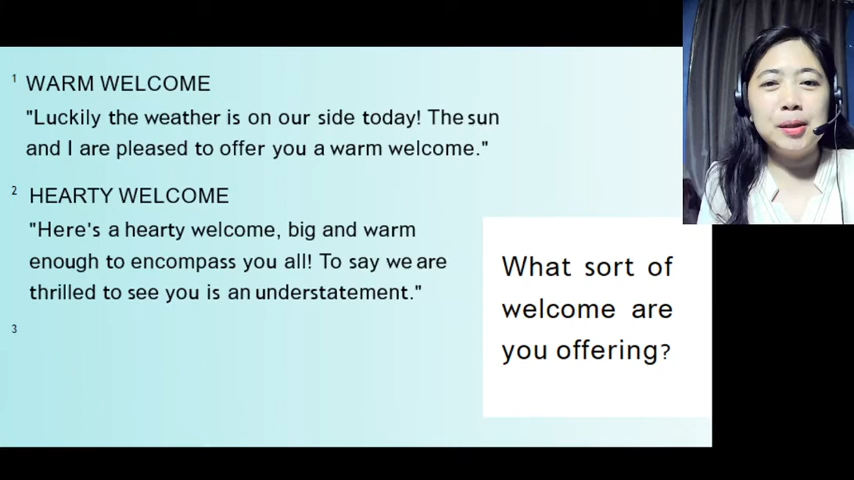 1 WARM WELCOME
"Luckily the weather is on our side today! The sun
and I are pleased to offer you a warm welcome."
2 HEARTY WELCOME
"Here's a hearty welcome, big and warm
enough to encompass you all! To say we are
thrilled to see you is an understatement."
3
What sort of
welcome are
you offering?